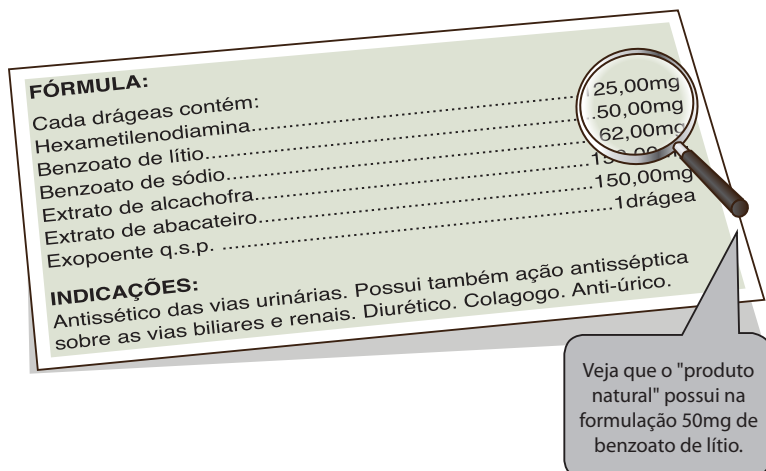 FÓRMULA:
Cada drágeas contém:
Hexametilenodiamina..........................................125,00mg
Benzoato de lítio..........................................50,00mg
Benzoato de sódio..........................................62,00mg
Extrato de alcachofra..........................................
Extrato de abacateiro..........................................150,00mg
Exopoente q.s.p. ..........................................1drágea
INDICAÇÕES:
Antissético das vias urinárias. Possui também ação antisséptica
sobre as vias biliares e renais. Diurético. Colagogo. Anti-úrico.
Veja que o "produto
natural" possui na
formulação 50mg de
benzoato de lítio.